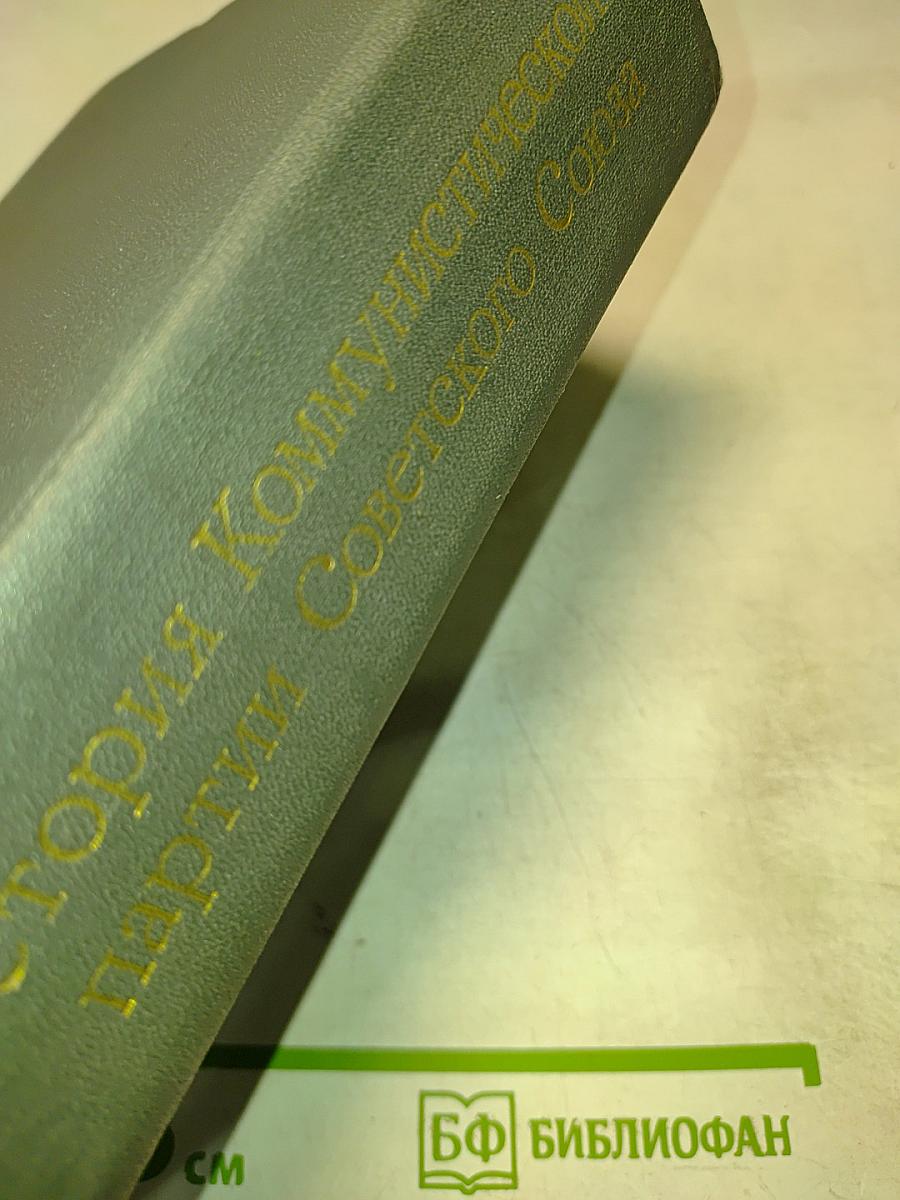 стория Коммунистической
партии Советского Союза
см
БФ БИБЛИОФАН